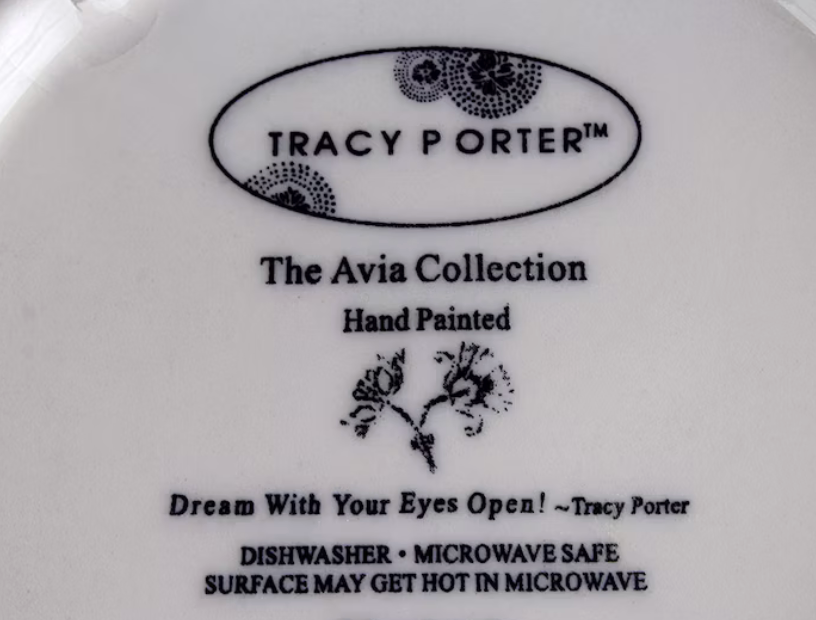 TRACY PORTER™
The Avia Collection
Hand Painted
Dream With Your Eyes Open! ~Tracy Porter
DISHWASHER • MICROWAVE SAFE
SURFACE MAY GET HOT IN MICROWAVE